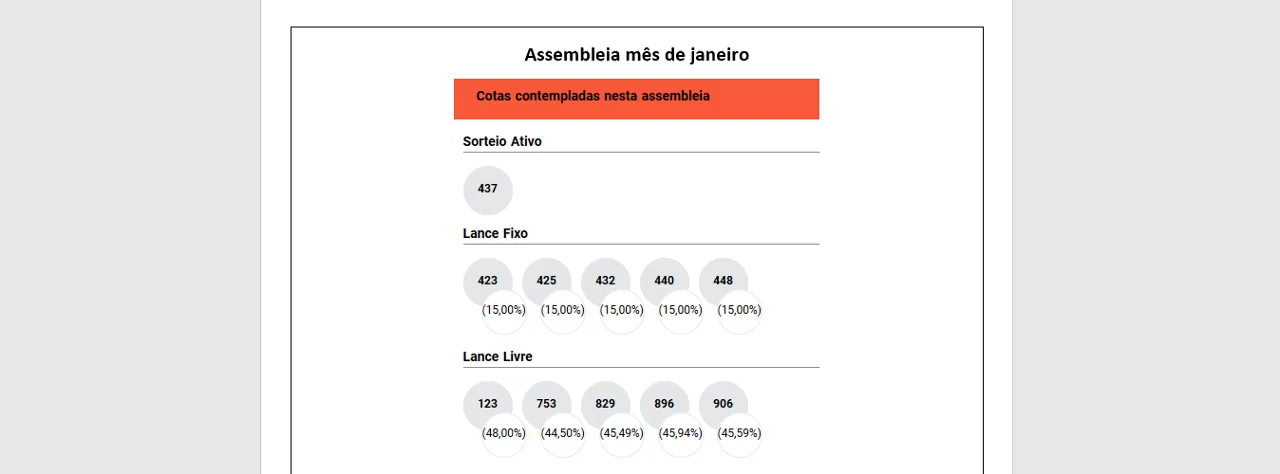 Assembleia mês de janeiro
Cotas contempladas nesta assembleia
Sorteio Ativo
437
Lance Fixo
423 425 432 440 448
(15,00%) (15,00%) (15,00%) (15,00%) (15,00%)
Lance Livre
123 753 829 896 906
(48,00%) (44,50%) (45,49%) (45,94%) (45,59%)